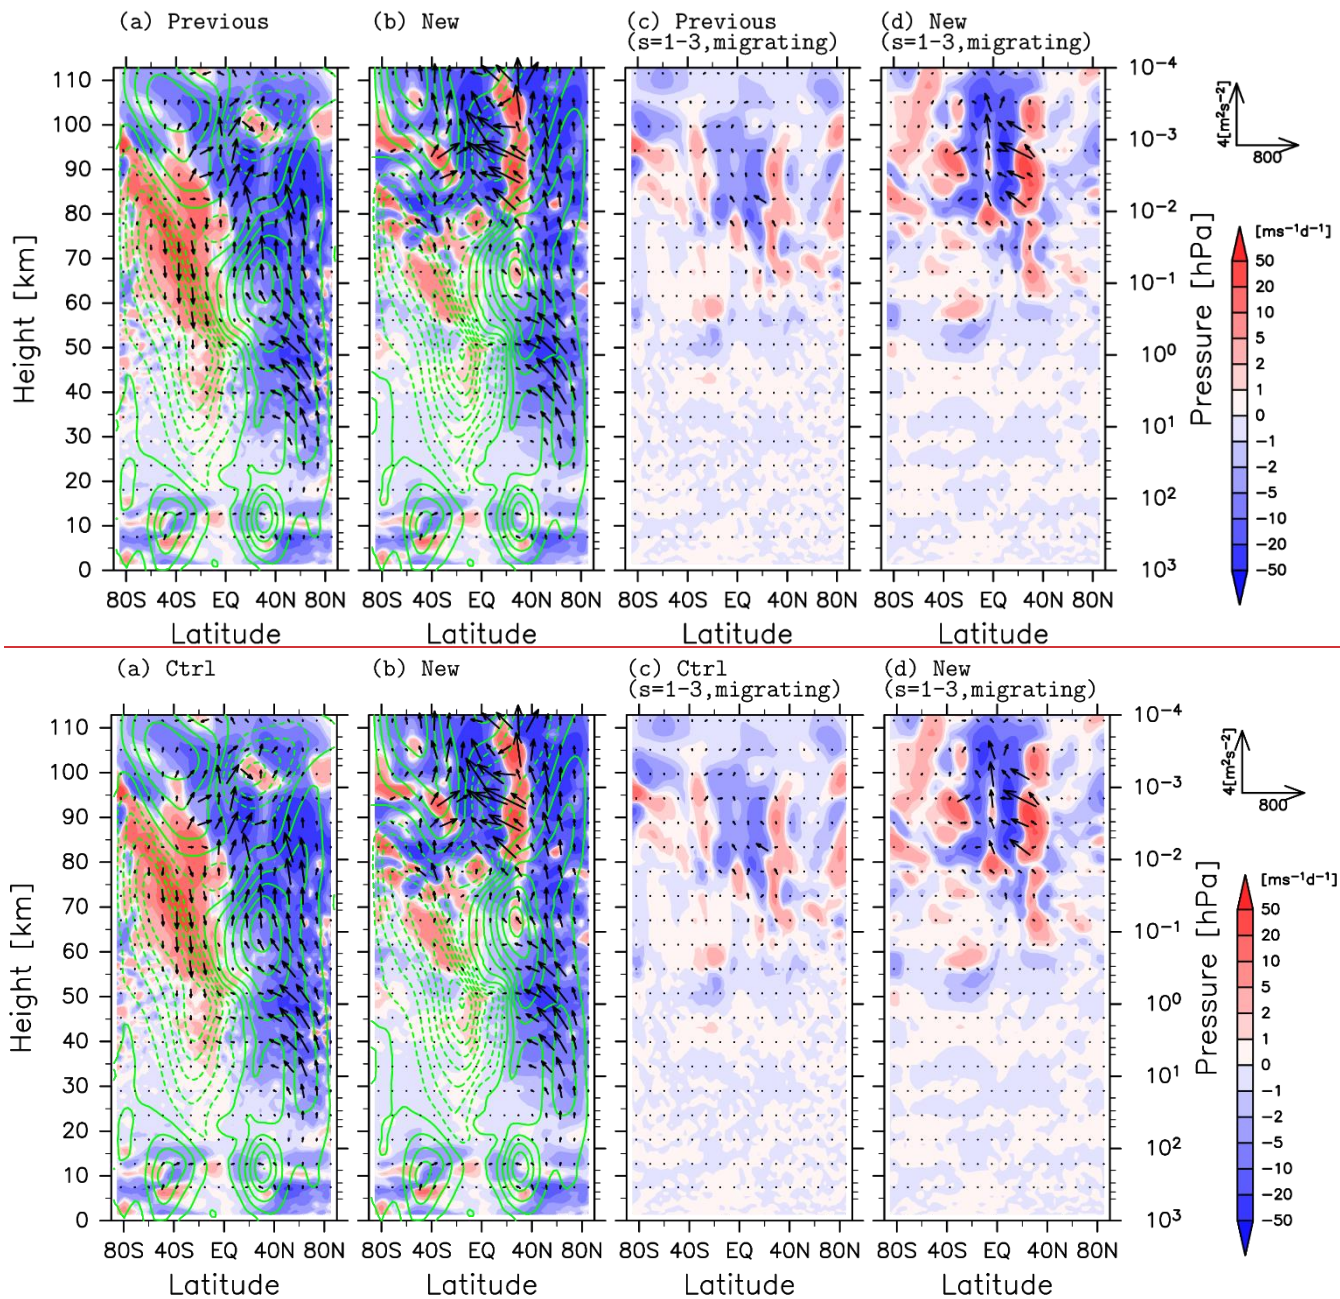 (a) Previous
(b) New
(c) Previous
(s=1-3,migrating)
(d) New
(s=1-3,migrating)
Height [km]
110
100
90
80
70
60
50
40
30
20
10
0
80S 40S EQ 40N 80N
80S 40S EQ 40N 80N
80S 40S EQ 40N 80N
80S 40S EQ 40N 80N
Latitude
Latitude
Latitude
Latitude
10⁻⁴
10⁻³
10⁻²
10⁻¹
10⁰
10¹
10²
10³
Pressure [hPa]
4[m²s⁻²]
800
[ms⁻¹d⁻¹]
50
20
10
5
2
1
0
−1
−2
−5
−10
−20
−50
(a) Ctrl
(b) New
(c) Ctrl
(s=1-3,migrating)
(d) New
(s=1-3,migrating)
Height [km]
110
100
90
80
70
60
50
40
30
20
10
0
80S 40S EQ 40N 80N
80S 40S EQ 40N 80N
80S 40S EQ 40N 80N
80S 40S EQ 40N 80N
Latitude
Latitude
Latitude
Latitude
10⁻⁴
10⁻³
10⁻²
10⁻¹
10⁰
10¹
10²
10³
Pressure [hPa]
4[m²s⁻²]
800
[ms⁻¹d⁻¹]
50
20
10
5
2
1
0
−1
−2
−5
−10
−20
−50